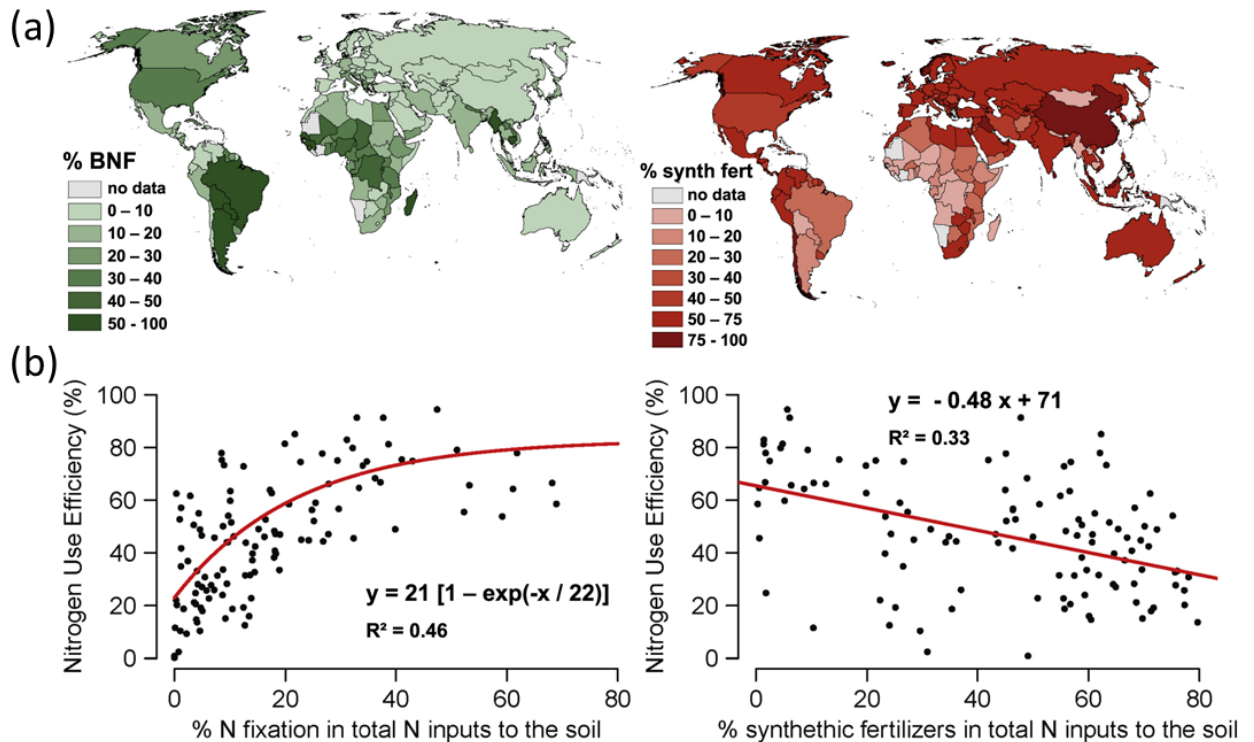 (a)
% BNF
no data
0 – 10
10 – 20
20 – 30
30 – 40
40 – 50
50 - 100
% synth fert
no data
0 – 10
10 – 20
20 – 30
30 – 40
40 – 50
50 – 75
75 - 100
(b)
Nitrogen Use Efficiency (%)
100
80
60
40
20
0
y = 21 [1 – exp(-x / 22)]
R² = 0.46
0 20 40 60 80
% N fixation in total N inputs to the soil
Nitrogen Use Efficiency (%)
100
80
60
40
20
0
y = - 0.48 x + 71
R² = 0.33
0 20 40 60 80
% synthethic fertilizers in total N inputs to the soil